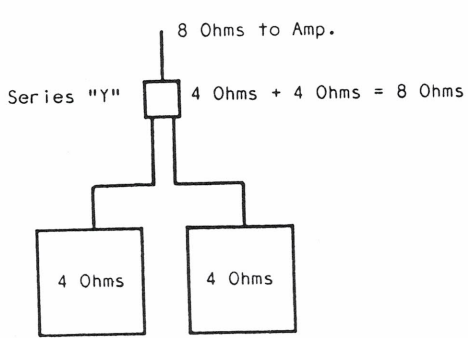 8 Ohms to Amp.
Series "Y"
4 Ohms + 4 Ohms = 8 Ohms
4 Ohms
4 Ohms